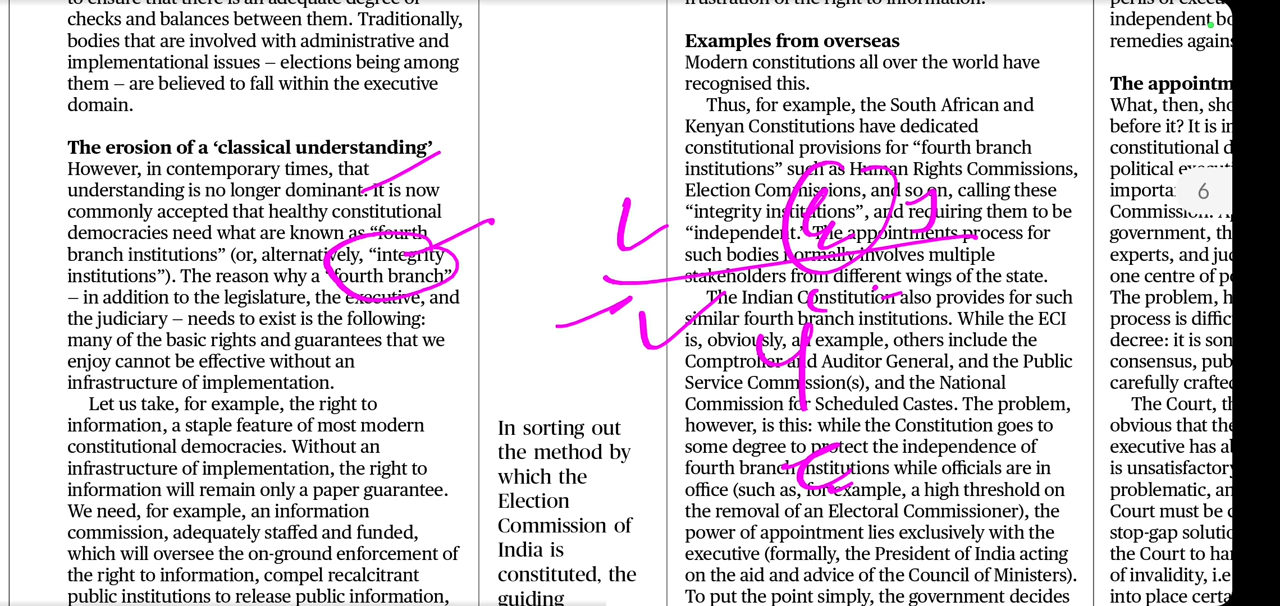 to ensure that there is an adequate degree of
checks and balances between them. Traditionally,
bodies that are involved with administrative and
implementational issues — elections being among
them — are believed to fall within the executive
domain.
The erosion of a ‘classical understanding’
However, in contemporary times, that
understanding is no longer dominant. It is now
commonly accepted that healthy constitutional
democracies need what are known as “fourth
branch institutions” (or, alternatively, “integrity
institutions”). The reason why a “fourth branch”
— in addition to the legislature, the executive, and
the judiciary — needs to exist is the following:
many of the basic rights and guarantees that we
enjoy cannot be effective without an
infrastructure of implementation.
Let us take, for example, the right to
information, a staple feature of most modern
constitutional democracies. Without an
infrastructure of implementation, the right to
information will remain only a paper guarantee.
We need, for example, an information
commission, adequately staffed and funded,
which will oversee the on-ground enforcement of
the right to information, compel recalcitrant
public institutions to release public information,
In sorting out
the method by
which the
Election
Commission of
India is
constituted, the
guiding
frustration of the right to information.
Examples from overseas
Modern constitutions all over the world have
recognised this.
Thus, for example, the South African and
Kenyan Constitutions have dedicated
constitutional provisions for “fourth branch
institutions” such as Human Rights Commissions,
Election Commissions, and so on, calling these
“integrity institutions”, and requiring them to be
“independent.” The appointments process for
such bodies normally involves multiple
stakeholders from different wings of the state.
The Indian Constitution also provides for such
similar fourth branch institutions. While the ECI
is, obviously, an example, others include the
Comptroller and Auditor General, and the Public
Service Commission(s), and the National
Commission for Scheduled Castes. The problem,
however, is this: while the Constitution goes to
some degree to protect the independence of
fourth branch institutions while officials are in
office (such as, for example, a high threshold on
the removal of an Electoral Commissioner), the
power of appointment lies exclusively with the
executive (formally, the President of India acting
on the aid and advice of the Council of Ministers).
To put the point simply, the government decides
independent
remedies
The
What, then,
before it? It is
constitutional
political
government,
experts, and
one centre of
The problem,
process is
decree: it is
consensus,
carefully
The Court,
obvious that
executive has
is unsatisfactory
problematic,
Court must be
stop-gap
the Court to
of invalidity, i.e
into place
6